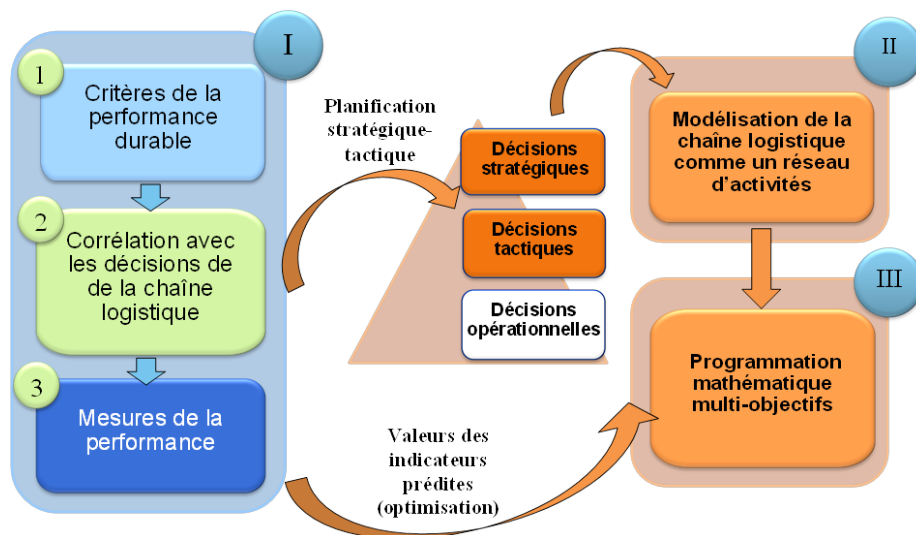 I
1
Critères de la
performance
durable
2
Corrélation avec
les décisions de
de la chaîne
logistique
3
Mesures de la
performance
Planification
stratégique-
tactique
Décisions
stratégiques
Décisions
tactiques
Décisions
opérationnelles
Valeurs des
indicateurs
prédites
(optimisation)
II
Modélisation de la
chaîne logistique
comme un réseau
d'activités
III
Programmation
mathématique
multi-objectifs